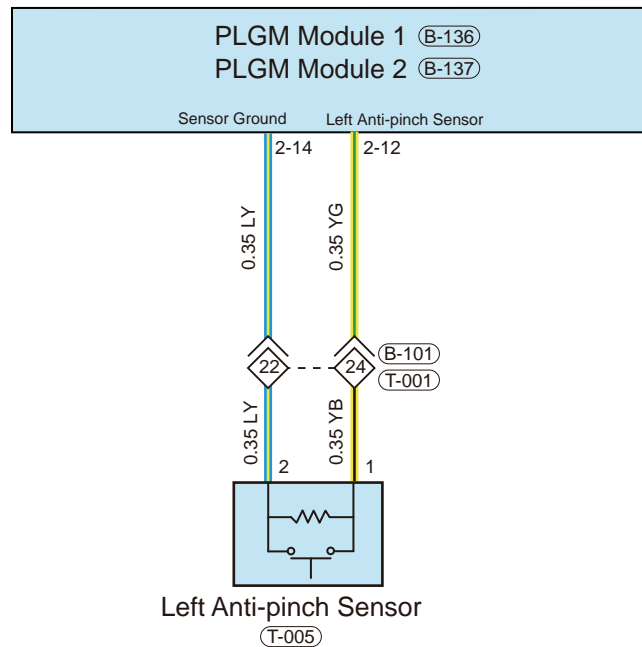 PLGM Module 1 B-136
PLGM Module 2 B-137
Sensor Ground Left Anti-pinch Sensor
2-14 2-12
0.35 LY 0.35 YG
22 24 B-101
T-001
0.35 LY 0.35 YB
2 1
Left Anti-pinch Sensor
T-005